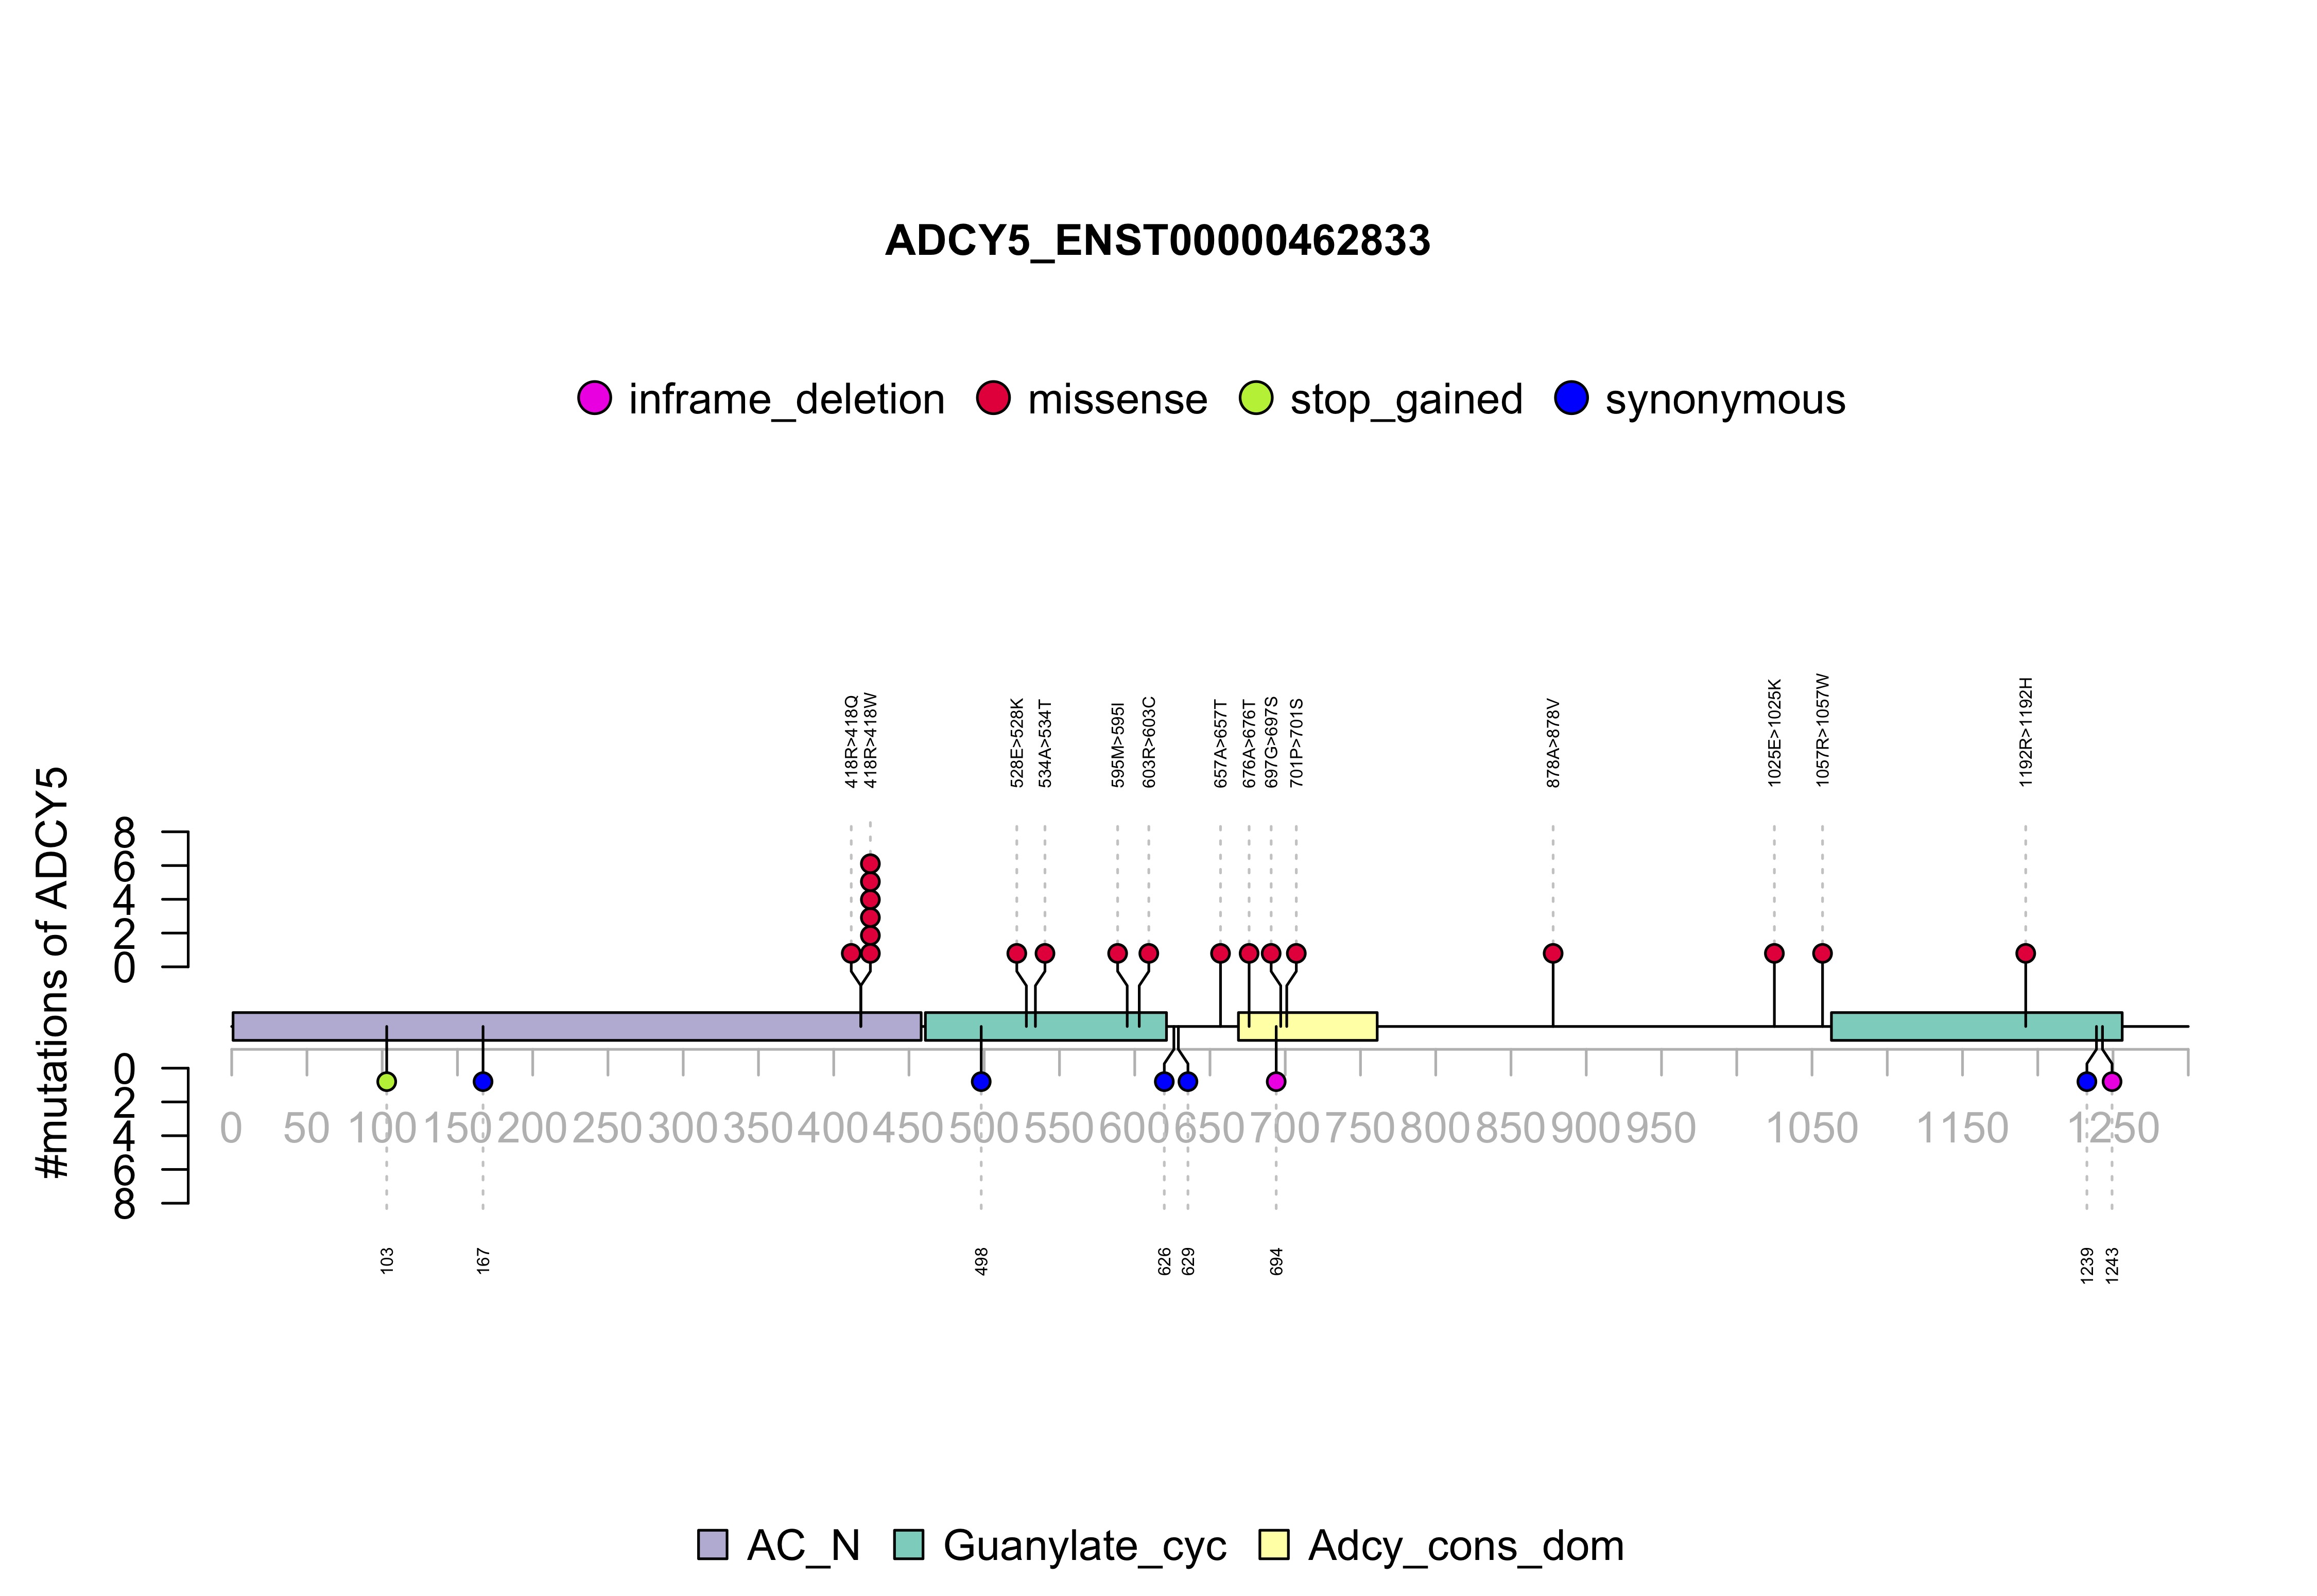 ADCY5_ENST00000462833
inframe_deletion missense stop_gained synonymous
418R>418Q
418R>418W
528E>528K
534A>534T
595M>595I
603R>603C
657A>657T
676A>676T
697G>697S
701P>701S
878A>878V
1025E>1025K
1057R>1057W
1192R>1192H
#mutations of ADCY5
8
6
4
2
0
0
2
4
6
8
0 50 100 150 200 250 300 350 400 450 500 550 600 650 700 750 800 850 900 950 1050 1150 1250
103
167
498
626
629
694
1239
1243
AC_N Guanylate_cyc Adcy_cons_dom